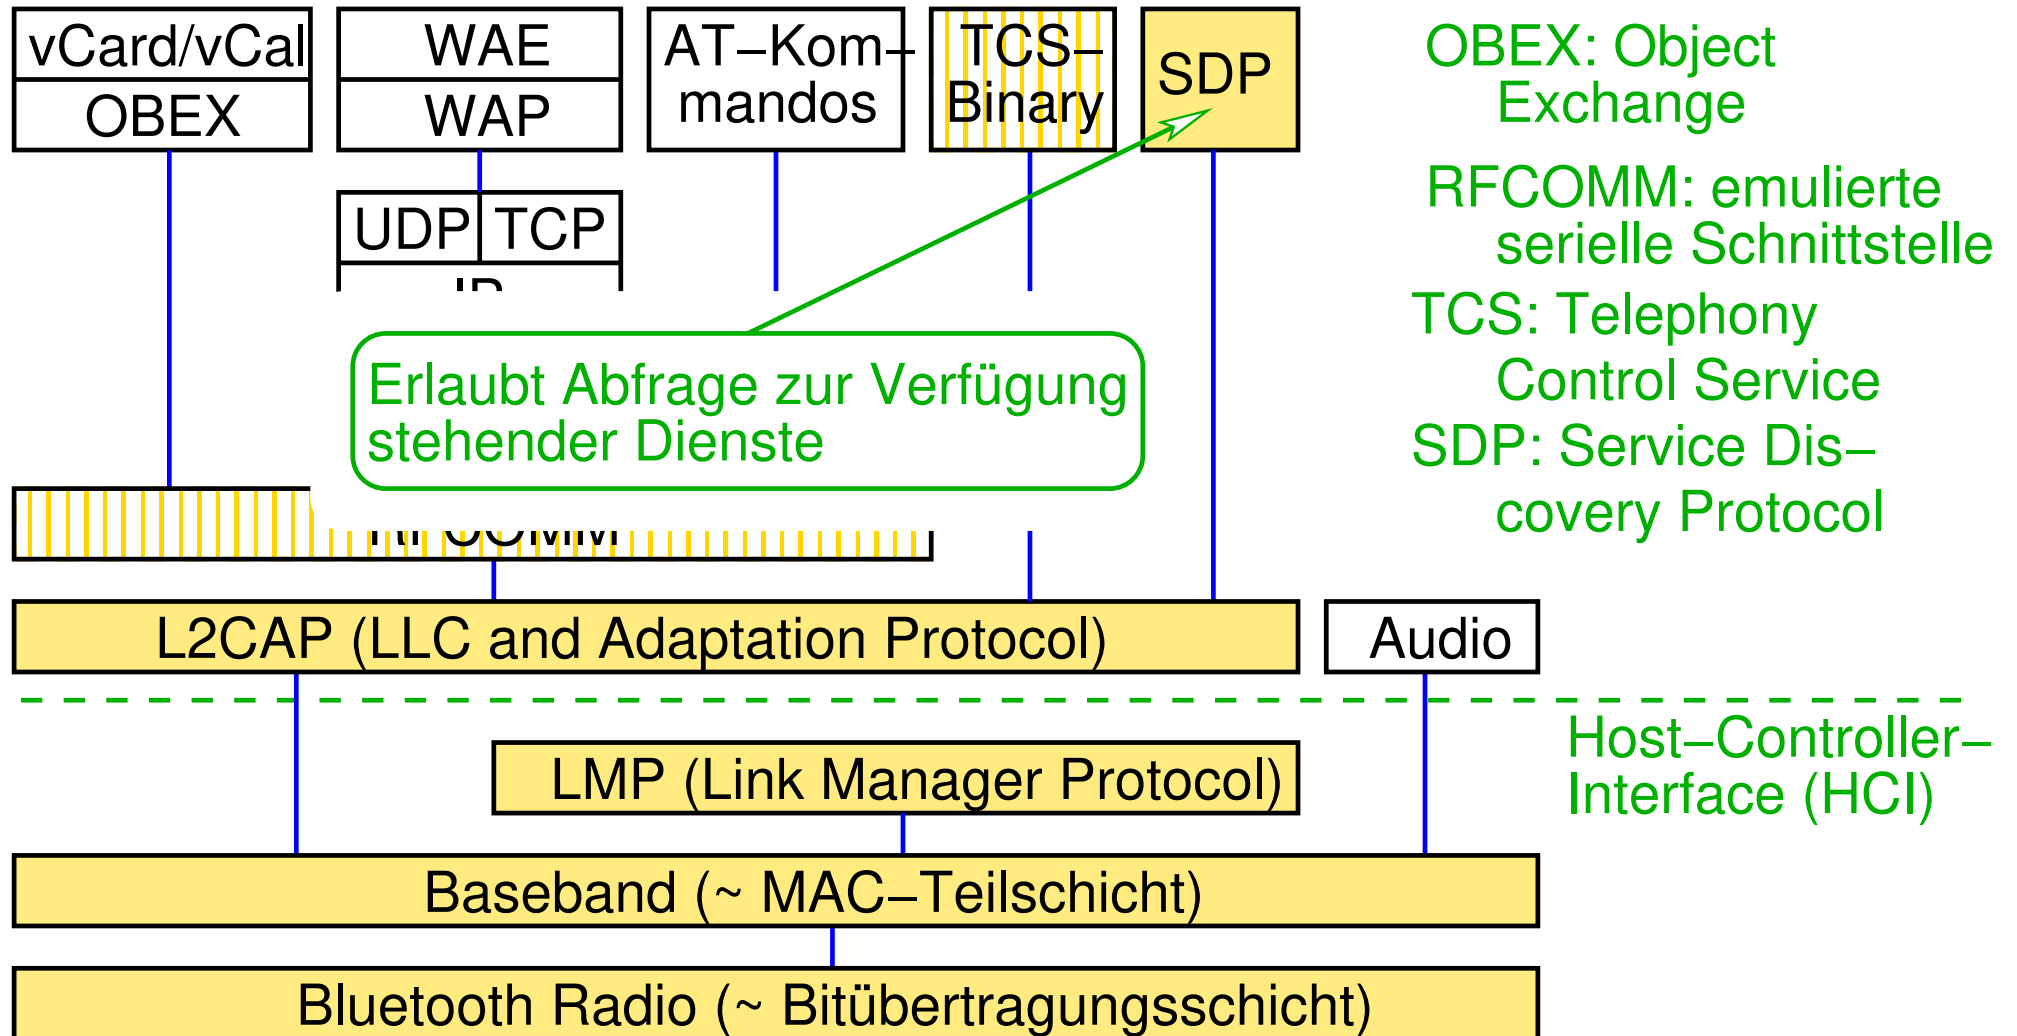 vCard/vCal
OBEX
WAE
WAP
AT–Kom–
mandos
TCS–
Binary
SDP
UDP
TCP
IP
Erlaubt Abfrage zur Verfügung
stehender Dienste
RFCOMM
L2CAP (LLC and Adaptation Protocol)
Audio
LMP (Link Manager Protocol)
Baseband (~ MAC–Teilschicht)
Bluetooth Radio (~ Bitübertragungsschicht)
OBEX: Object
Exchange
RFCOMM: emulierte
serielle Schnittstelle
TCS: Telephony
Control Service
SDP: Service Dis–
covery Protocol
Host–Controller–
Interface (HCI)